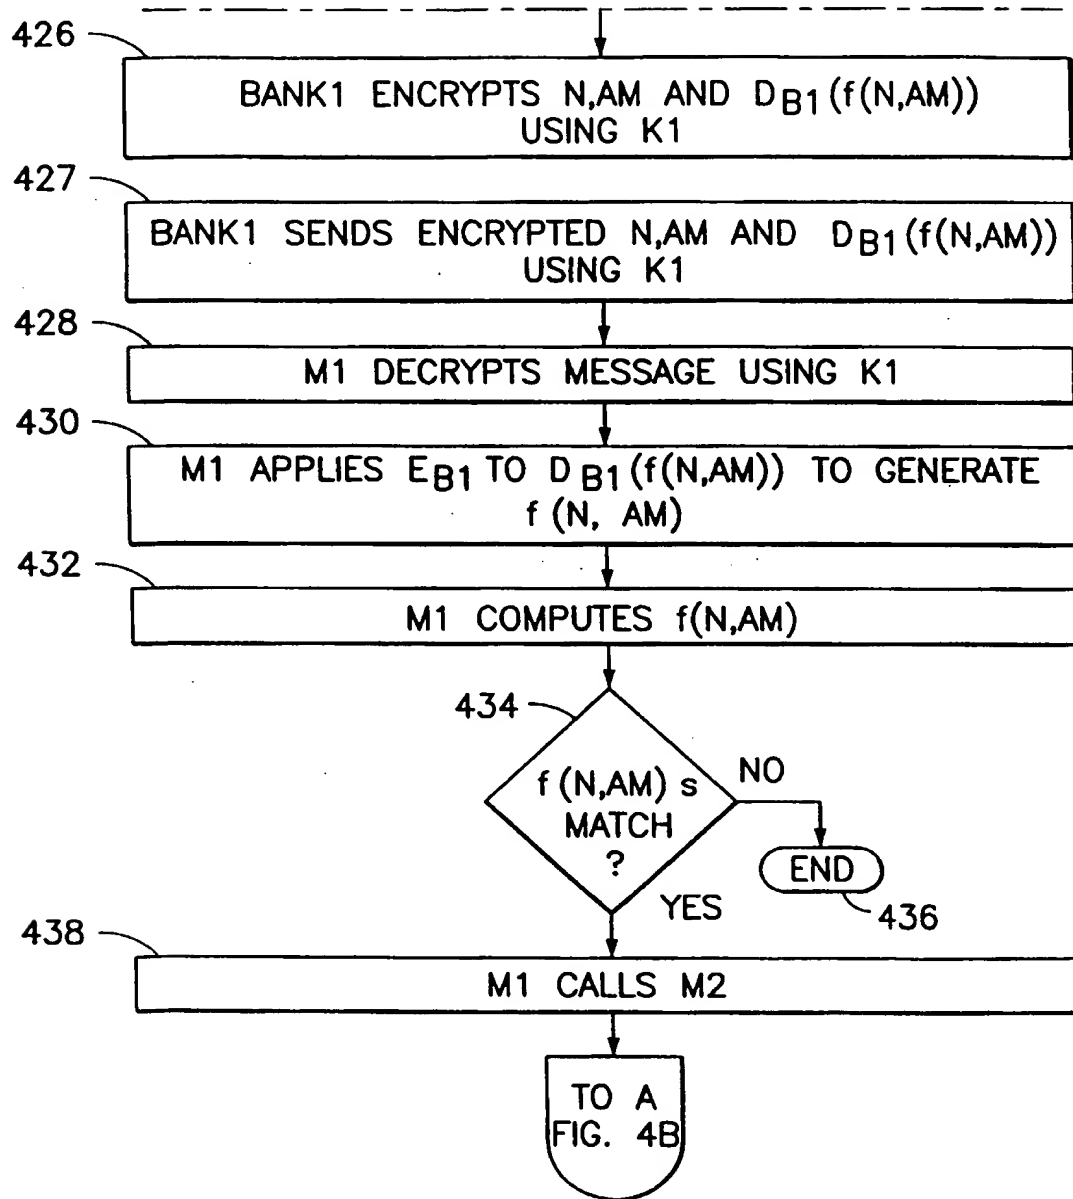 426
BANK1 ENCRYPTS N,AM AND DB1(f(N,AM))
USING K1
427
BANK1 SENDS ENCRYPTED N,AM AND DB1(f(N,AM))
USING K1
428
M1 DECRYPTS MESSAGE USING K1
430
M1 APPLIES EB1 TO DB1(f(N,AM)) TO GENERATE
f(N, AM)
432
M1 COMPUTES f(N,AM)
434
f(N,AM) s
MATCH
?
NO
END
436
YES
438
M1 CALLS M2
TO A
FIG. 4B